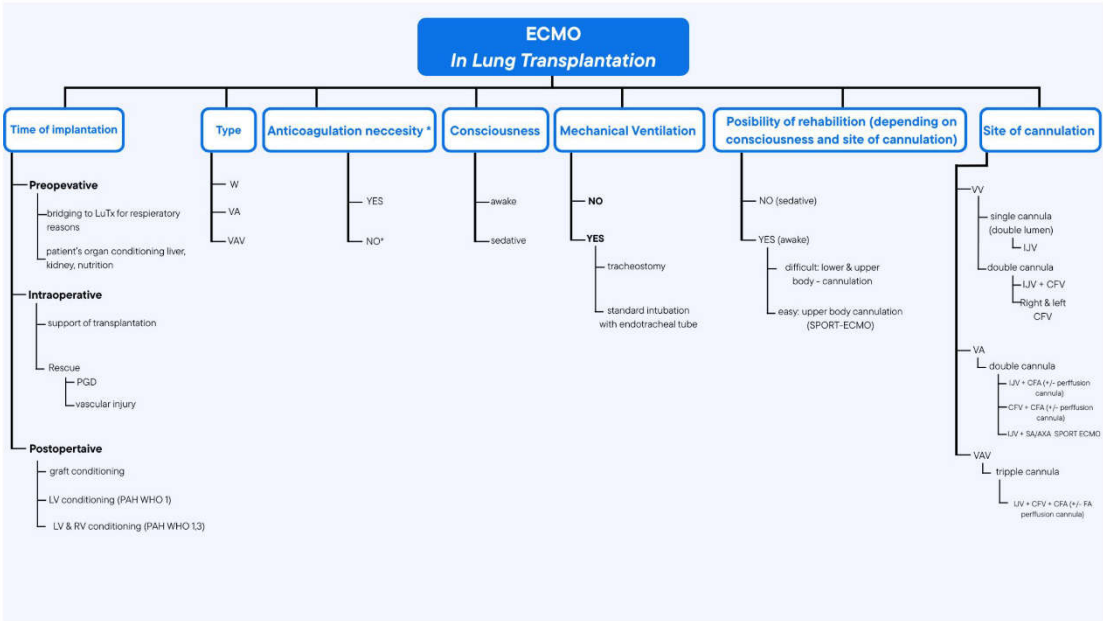 ECMO
In Lung Transplantation
Time of implantation
Preopevative
bridging to LuTx for respieratory
reasons
patient's organ conditioning liver,
kidney, nutrition
Intraoperative
support of transplantation
Rescue
PGD
vascular injury
Postopertaive
graft conditioning
LV conditioning (PAH WHO 1)
LV & RV conditioning (PAH WHO 1,3)
Type
W
VA
VAV
Anticoagulation neccesity *
YES
NO*
Consciousness
awake
sedative
Mechanical Ventilation
NO
YES
tracheostomy
standard intubation
with endotracheal tube
Posibility of rehabilition (depending on
consciousness and site of cannulation)
NO (sedative)
YES (awake)
difficult: lower & upper
body - cannulation
easy: upper body cannulation
(SPORT-ECMO)
Site of cannulation
VV
single cannula
(double lumen)
IJV
double cannula
IJV + CFV
Right & left
CFV
VA
double cannula
IJV + CFA (+/- perffusion
cannula)
CFV + CFA (+/- perffusion
cannula)
IJV + SA/AXA SPORT ECMO
VAV
tripple cannula
IJV + CFV + CFA (+/- FA
perffusion cannula)